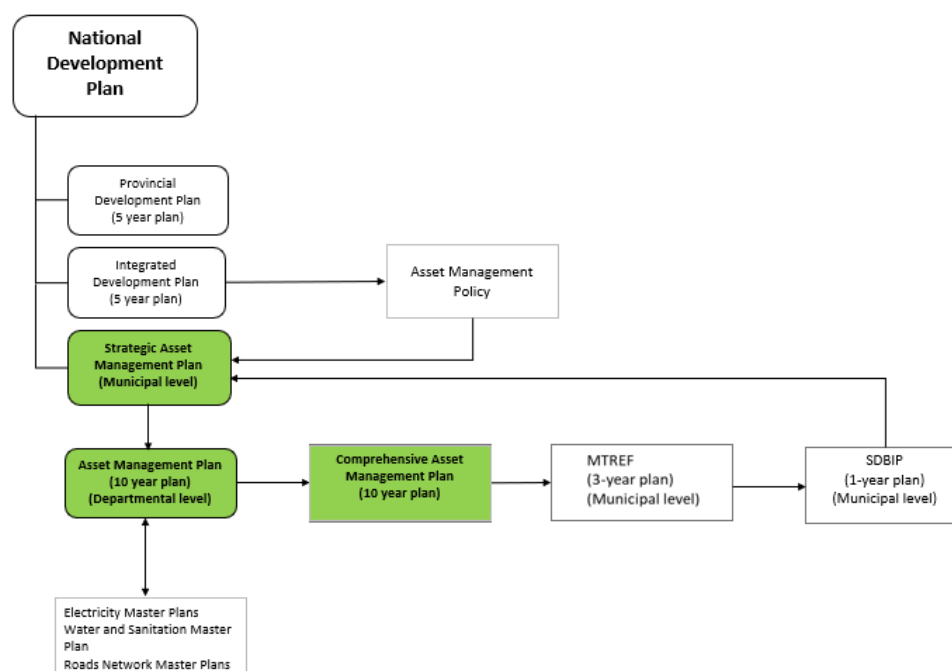 National
Development
Plan
Provincial
Development Plan
(5 year plan)
Integrated
Development Plan
(5 year plan)
Asset Management
Policy
Strategic Asset
Management Plan
(Municipal level)
Asset Management Plan
(10 year plan)
(Departmental level)
Comprehensive Asset
Management Plan
(10 year plan)
MTREF
(3-year plan)
(Municipal level)
SDBIP
(1-year plan)
(Municipal level)
Electricity Master Plans
Water and Sanitation Master
Plan
Roads Network Master Plans